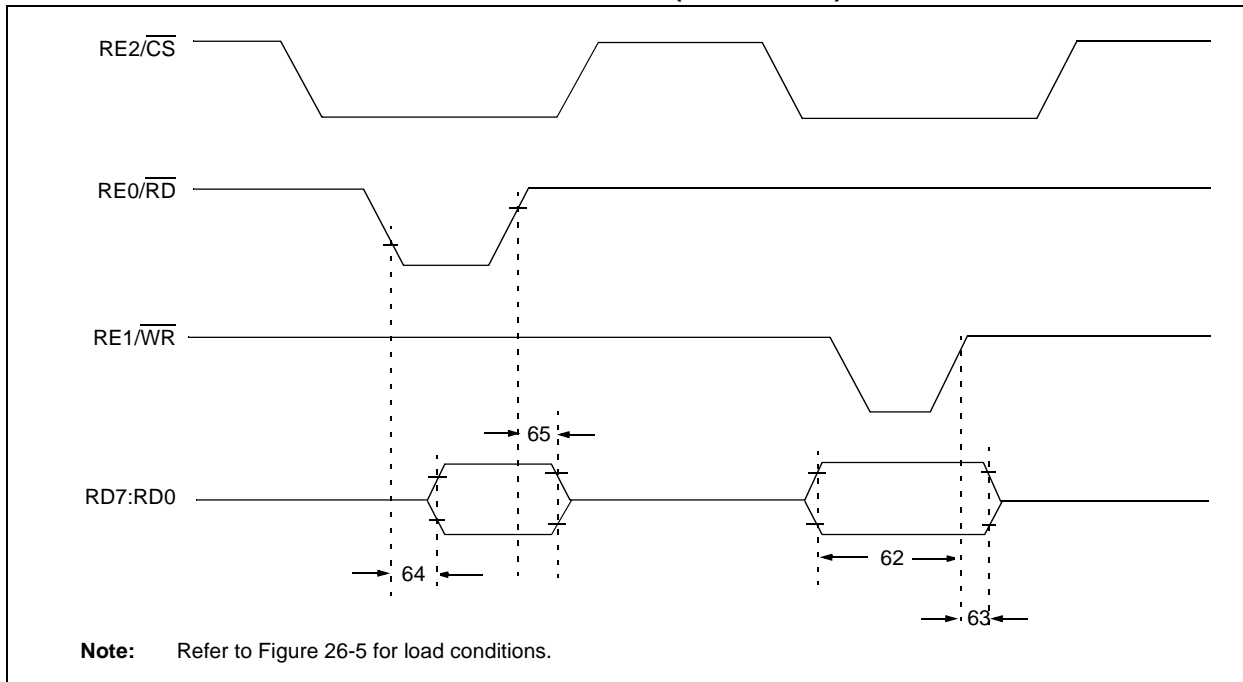 RE2/CS
RE0/RD
RE1/WR
65
RD7:RD0
64
62
63
Note: Refer to Figure 26-5 for load conditions.